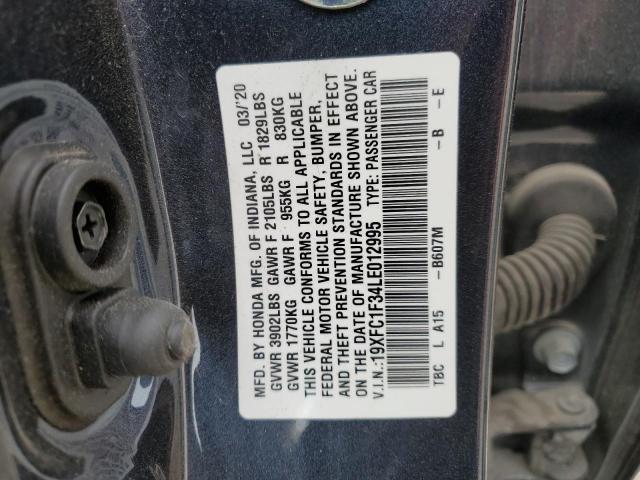 MFD. BY HONDA MFG. OF INDIANA, LLC 03/'20
GVWR 3902LBS GAWR F 2105LBS R 1829LBS
GVWR 1770KG GAWR F 955KG R 830KG
THIS VEHICLE CONFORMS TO ALL APPLICABLE
FEDERAL MOTOR VEHICLE SAFETY, BUMPER,
AND THEFT PREVENTION STANDARDS IN EFFECT
ON THE DATE OF MANUFACTURE SHOWN ABOVE.
V.I.N.: 19XFC1F34LE012995 TYPE: PASSENGER CAR
TBC L A15 –B607M –B –E